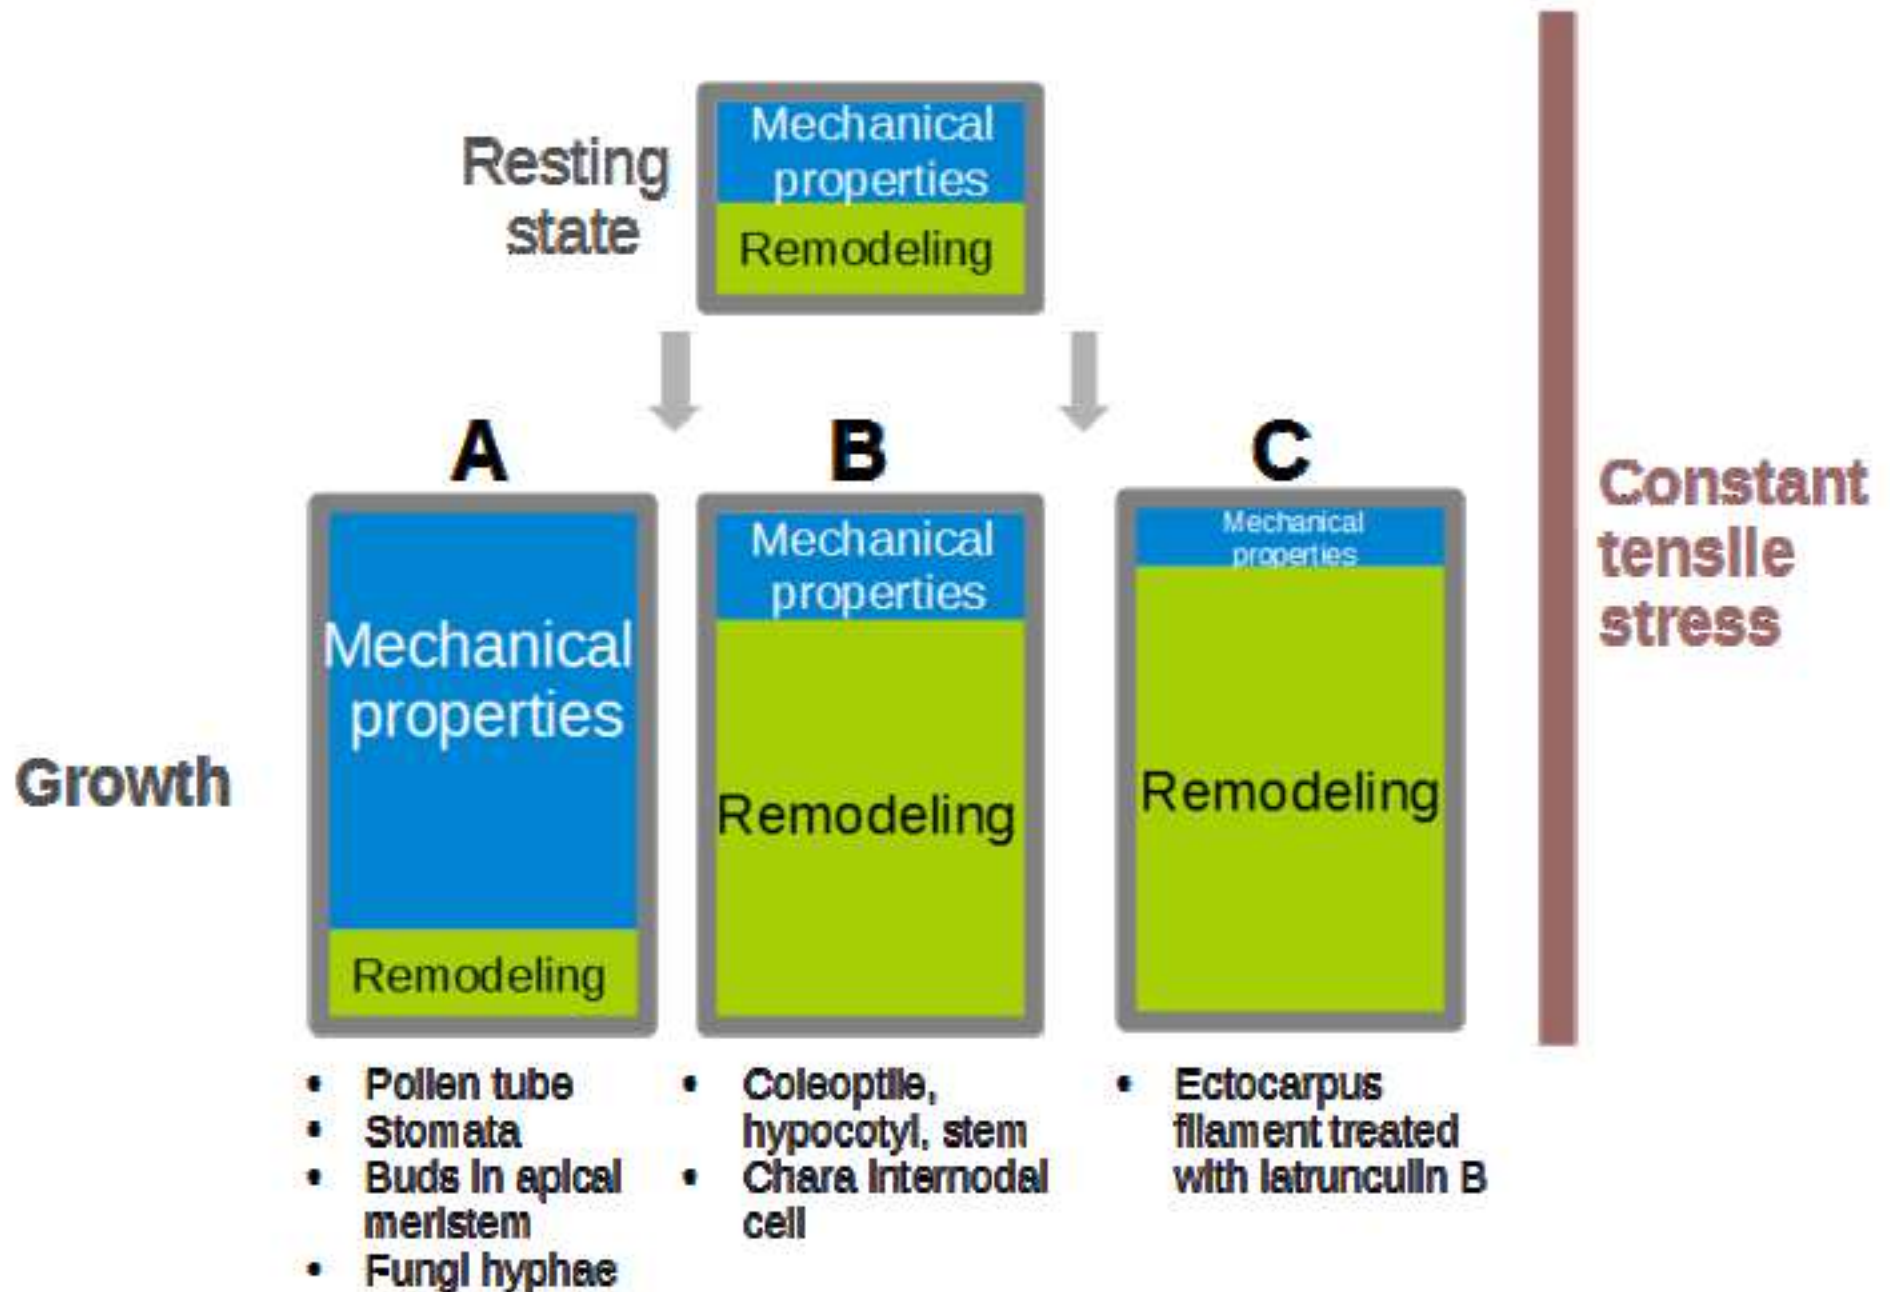 Resting
state
Mechanical
properties
Remodeling
A
B
C
Growth
Mechanical
properties
Remodeling
Mechanical
properties
Remodeling
Mechanical
properties
Remodeling
Constant
tensile
stress
• Pollen tube
• Stomata
• Buds in apical
meristem
• Fungi hyphae
• Coleoptile,
hypocotyl, stem
• Chara internodal
cell
• Ectocarpus
filament treated
with latrunculin B